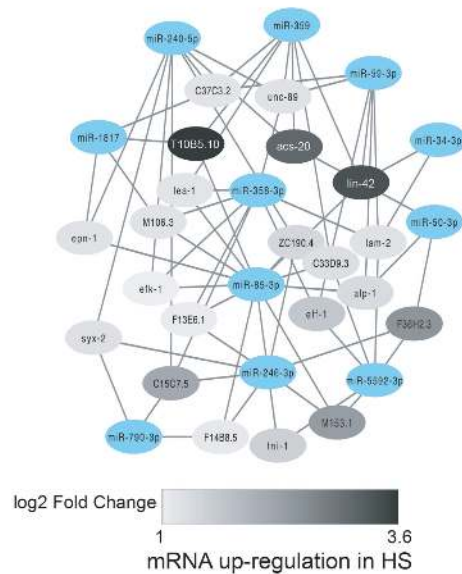 miR-359
miR-240-5p
miR-59-3p
C37C3.2
unc-89
miR-1817
T10B5.10
acs-20
miR-34-3p
lin-42
lea-1
miR-358-3p
M106.3
miR-50-3p
epn-1
ZC190.4
lam-2
C33D9.3
miR-85-3p
efk-1
alp-1
F13E6.1
eif-1
F36H2.3
syx-2
C15C7.5
miR-246-3p
miR-5592-3p
M153.1
miR-790-3p
F14B8.5
tni-1
log2 Fold Change
1 3.6
mRNA up-regulation in HS